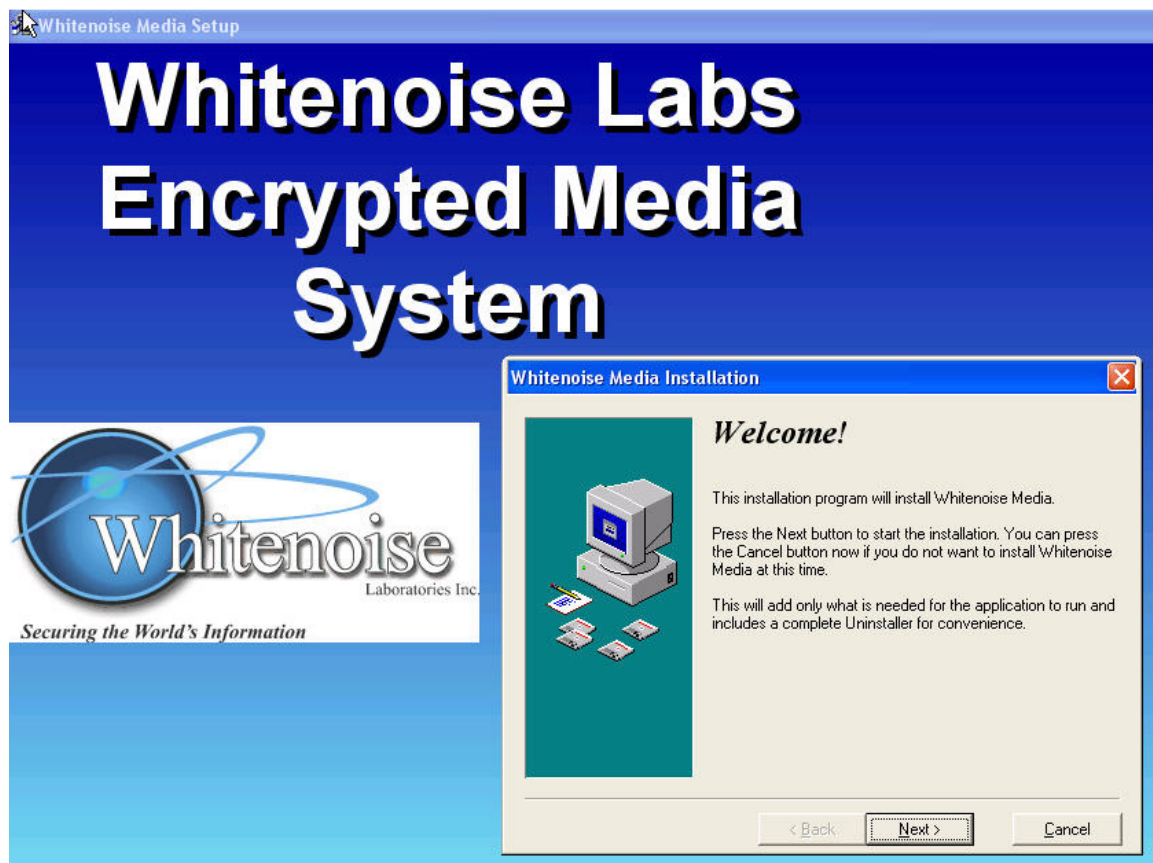 Whitenoise Media Setup
Whitenoise Labs
Encrypted Media
System
Whitenoise
Laboratories Inc.
Securing the World's Information
Whitenoise Media Installation
Welcome!
This installation program will install Whitenoise Media.
Press the Next button to start the installation. You can press
the Cancel button now if you do not want to install Whitenoise
Media at this time.
This will add only what is needed for the application to run and
includes a complete Uninstaller for convenience.
< Back
Next >
Cancel